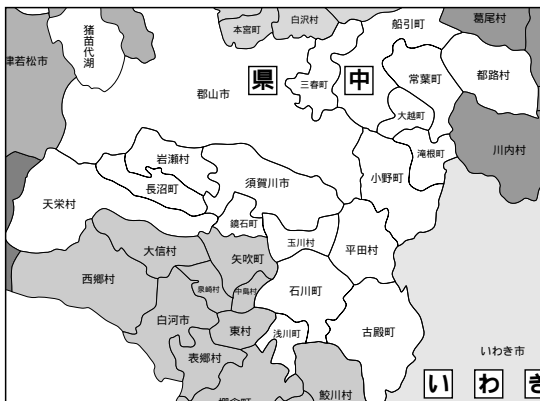 本宮町
白沢村
船引町
葛尾村
猪苗代湖
津若松市
郡山市
県
中
三春町
常葉町
都路村
大越町
岩瀬村
滝根町
川内村
長沼町
須賀川市
小野町
天栄村
鏡石町
大信村
矢吹町
玉川村
平田村
西郷村
泉崎村
中島村
石川町
白河市
東村
浅川町
古殿町
表郷村
いわき市
い
わ
き
鮫川村
棚倉町